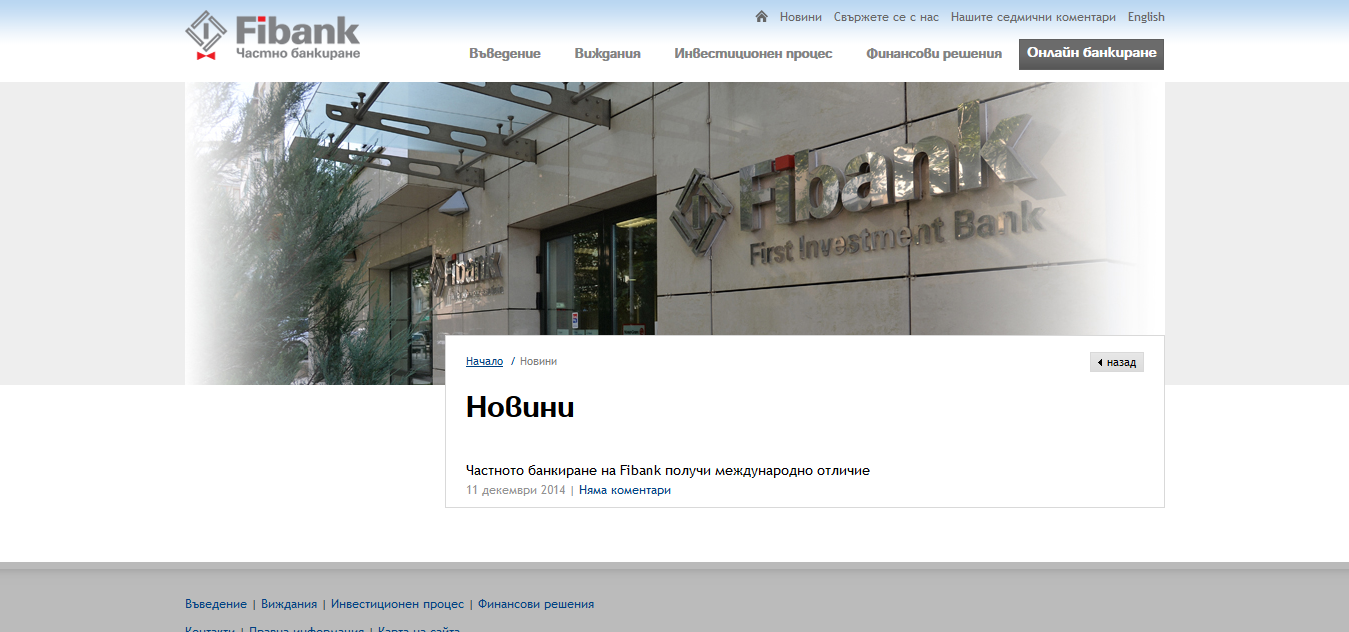 Fibank
Частно банкиране
Новини Свържете се с нас Нашите седмични коментари English
Въведение Виждания Инвестиционен процес Финансови решения Онлайн банкиране
Fibank
First Investment Bank
Fibank
Начало / Новини
назад
Новини
Частното банкиране на Fibank получи международно отличие
11 декември 2014 | Няма коментари
Въведение | Виждания | Инвестиционен процес | Финансови решения
Контакти | Правна информация | Карта на сайта